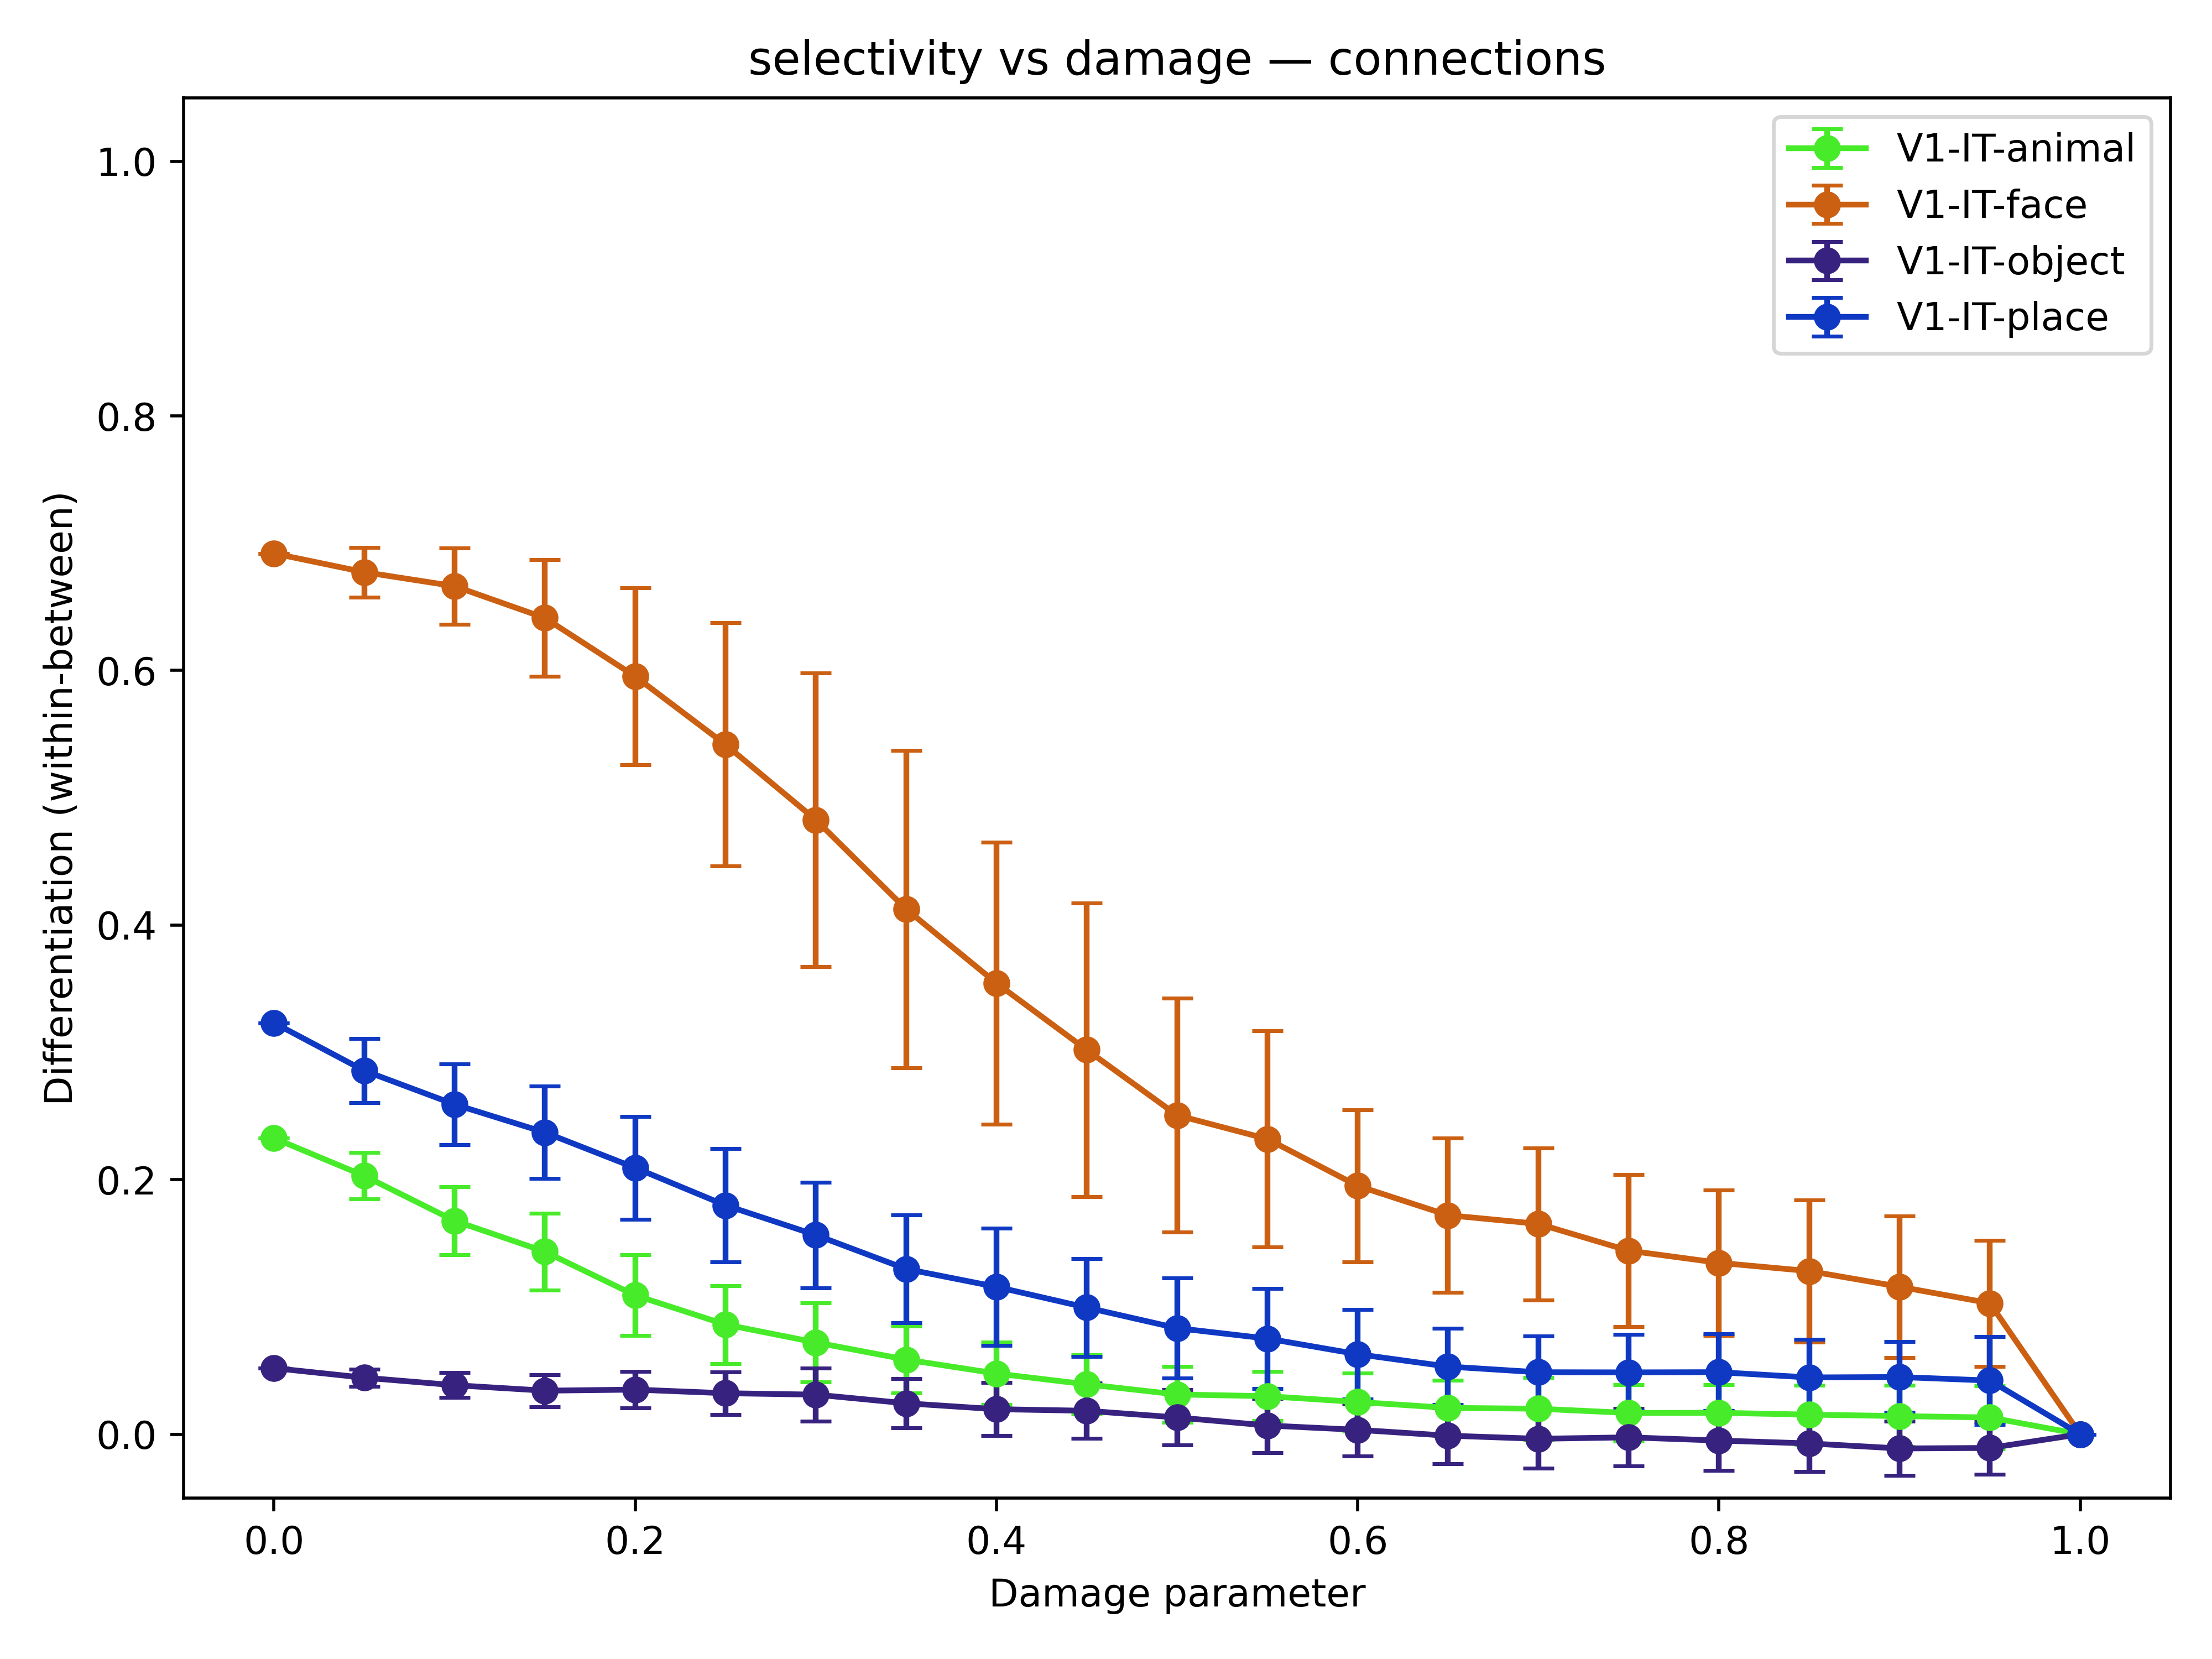 selectivity vs damage — connections
V1-IT-animal
V1-IT-face
V1-IT-object
V1-IT-place
Differentiation (within-between)
1.0
0.8
0.6
0.4
0.2
0.0
0.0 0.2 0.4 0.6 0.8 1.0
Damage parameter